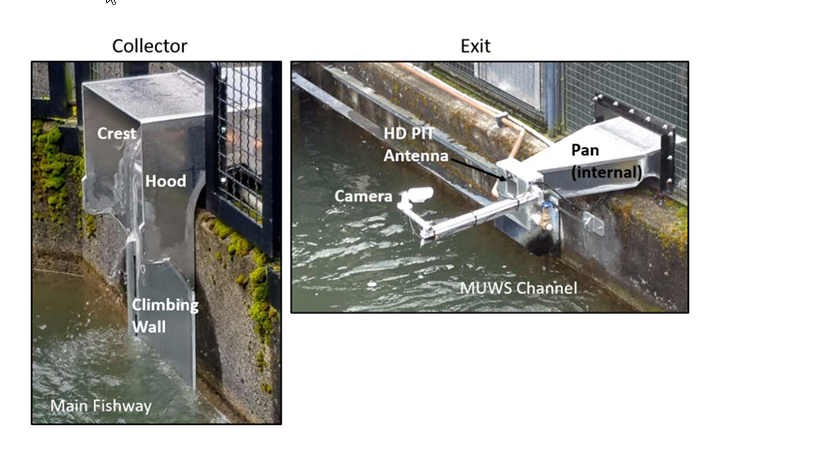 Collector
Exit
Crest
Hood
Climbing
Wall
Main Fishway
HD PIT
Antenna
Camera
Pan
(internal)
MUWS Channel